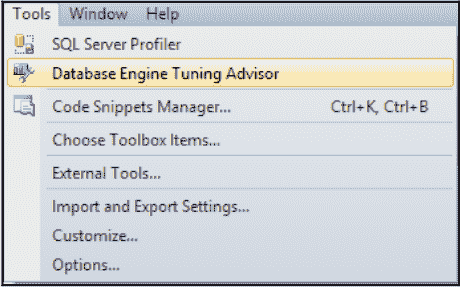 Tools Window Help
SQL Server Profiler
Database Engine Tuning Advisor
Code Snippets Manager... Ctrl+K, Ctrl+B
Choose Toolbox Items...
External Tools...
Import and Export Settings...
Customize...
Options...